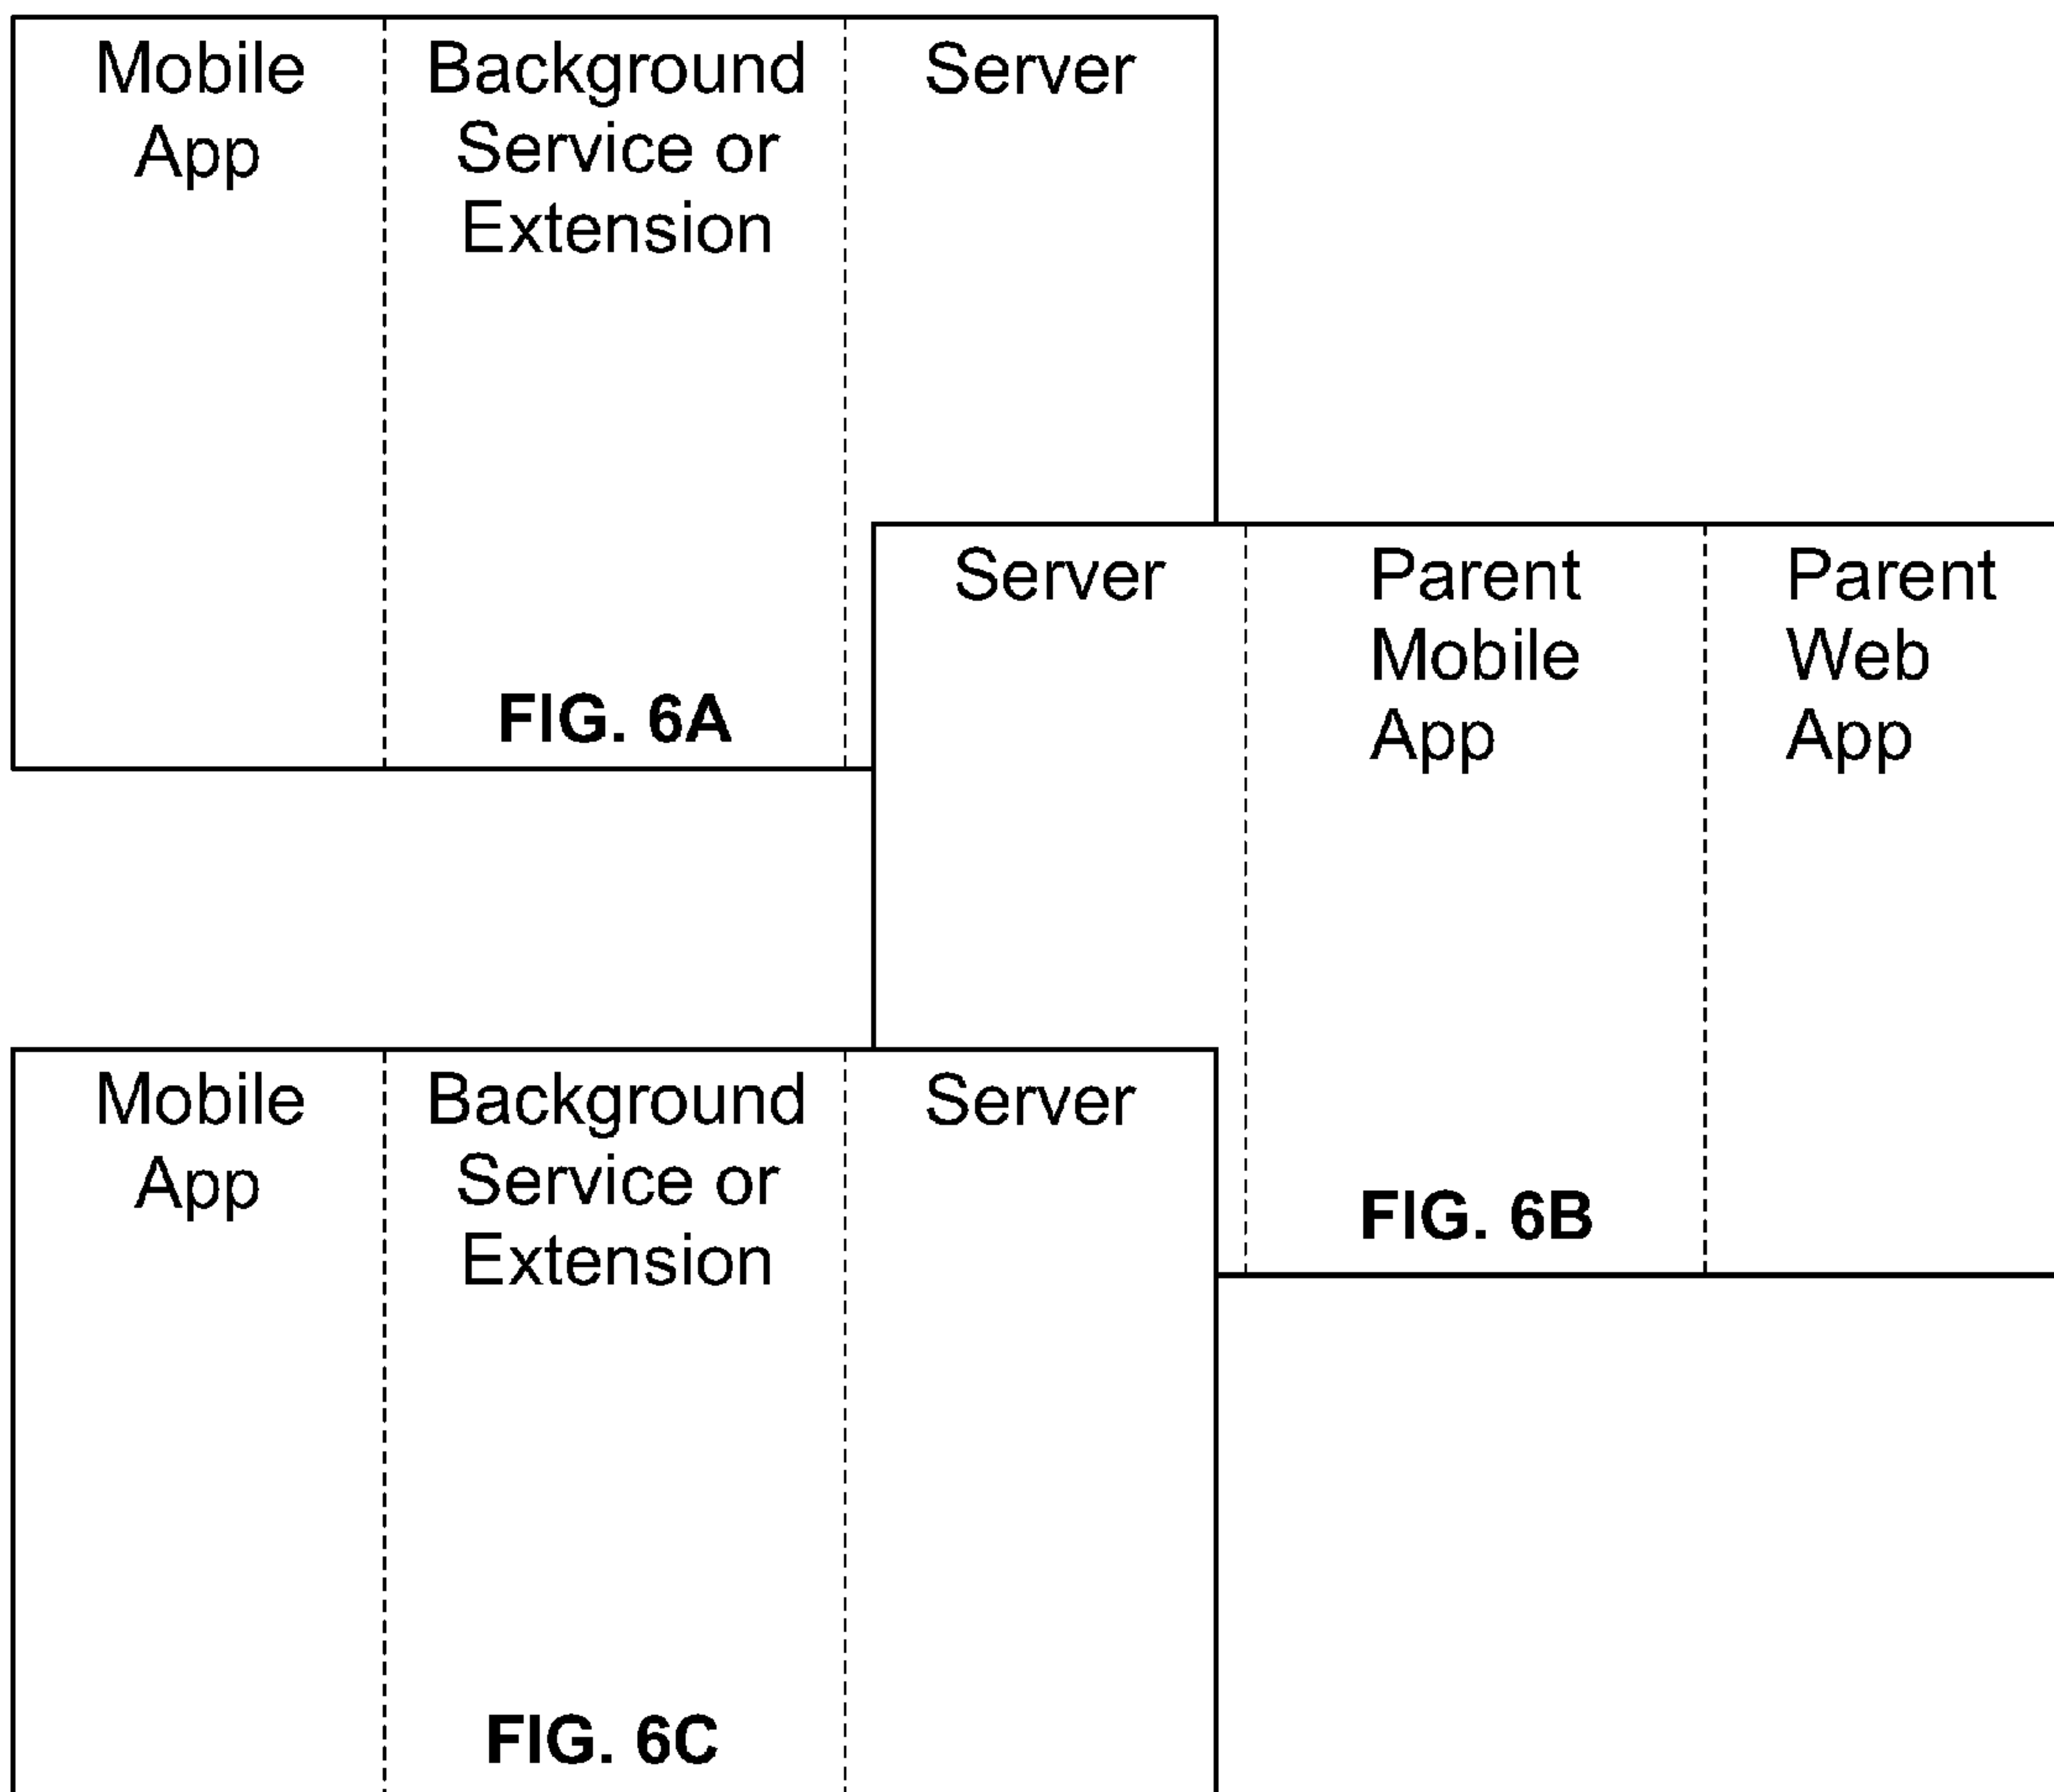 Mobile
App
Background
Service or
Extension
Server
FIG. 6A
Server
Parent
Mobile
App
Parent
Web
App
FIG. 6B
Mobile
App
Background
Service or
Extension
Server
FIG. 6C